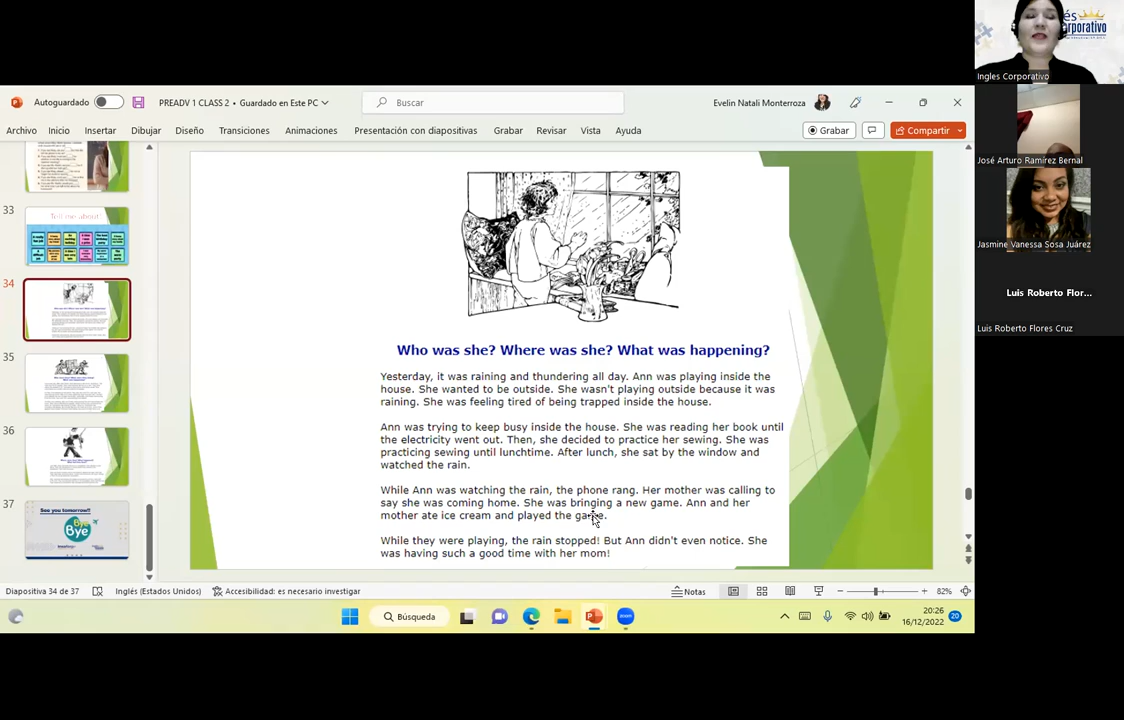 és
corporativo
Ingles Corporativo
José Arturo Ramírez Bernal
Jasmine Vanessa Sosa Juárez
Luis Roberto Flor...
Luis Roberto Flores Cruz
Autoguardado
PREADV 1 CLASS 2 • Guardado en Este PC
Buscar
Evelin Natali Monterroza
Archivo Inicio Insertar Dibujar Diseño Transiciones Animaciones Presentación con diapositivas Grabar Revisar Vista Ayuda
Grabar
Compartir
33
Tell me about!
34
35
36
37
See you tomorrow!!
Bye
Bye
Who was she? Where was she? What was happening?
Yesterday, it was raining and thundering all day. Ann was playing inside the
house. She wanted to be outside. She wasn't playing outside because it was
raining. She was feeling tired of being trapped inside the house.
Ann was trying to keep busy inside the house. She was reading her book until
the electricity went out. Then, she decided to practice her sewing. She was
practicing sewing until lunchtime. After lunch, she sat by the window and
watched the rain.
While Ann was watching the rain, the phone rang. Her mother was calling to
say she was coming home. She was bringing a new game. Ann and her
mother ate ice cream and played the game.
While they were playing, the rain stopped! But Ann didn't even notice. She
was having such a good time with her mom!
Diapositiva 34 de 37
Inglés (Estados Unidos)
Accesibilidad: es necesario investigar
Notas
82%
Búsqueda
20:26
16/12/2022
20